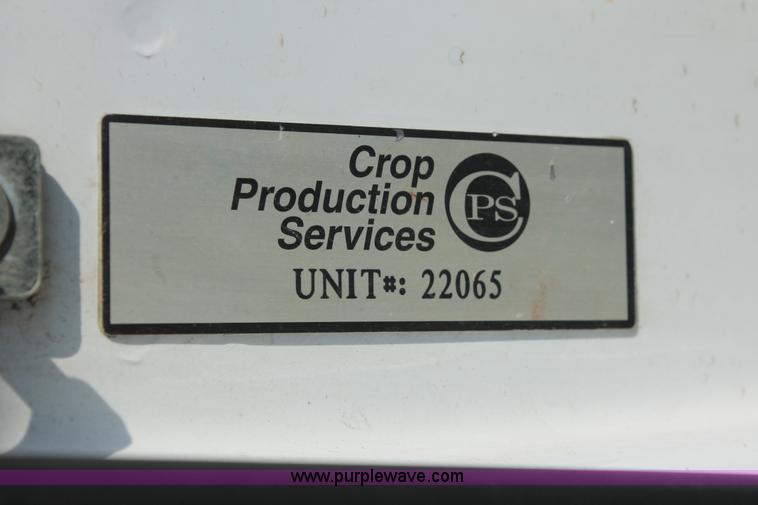 Crop
Production
Services
CPS
UNIT#: 22065
www.purplewave.com